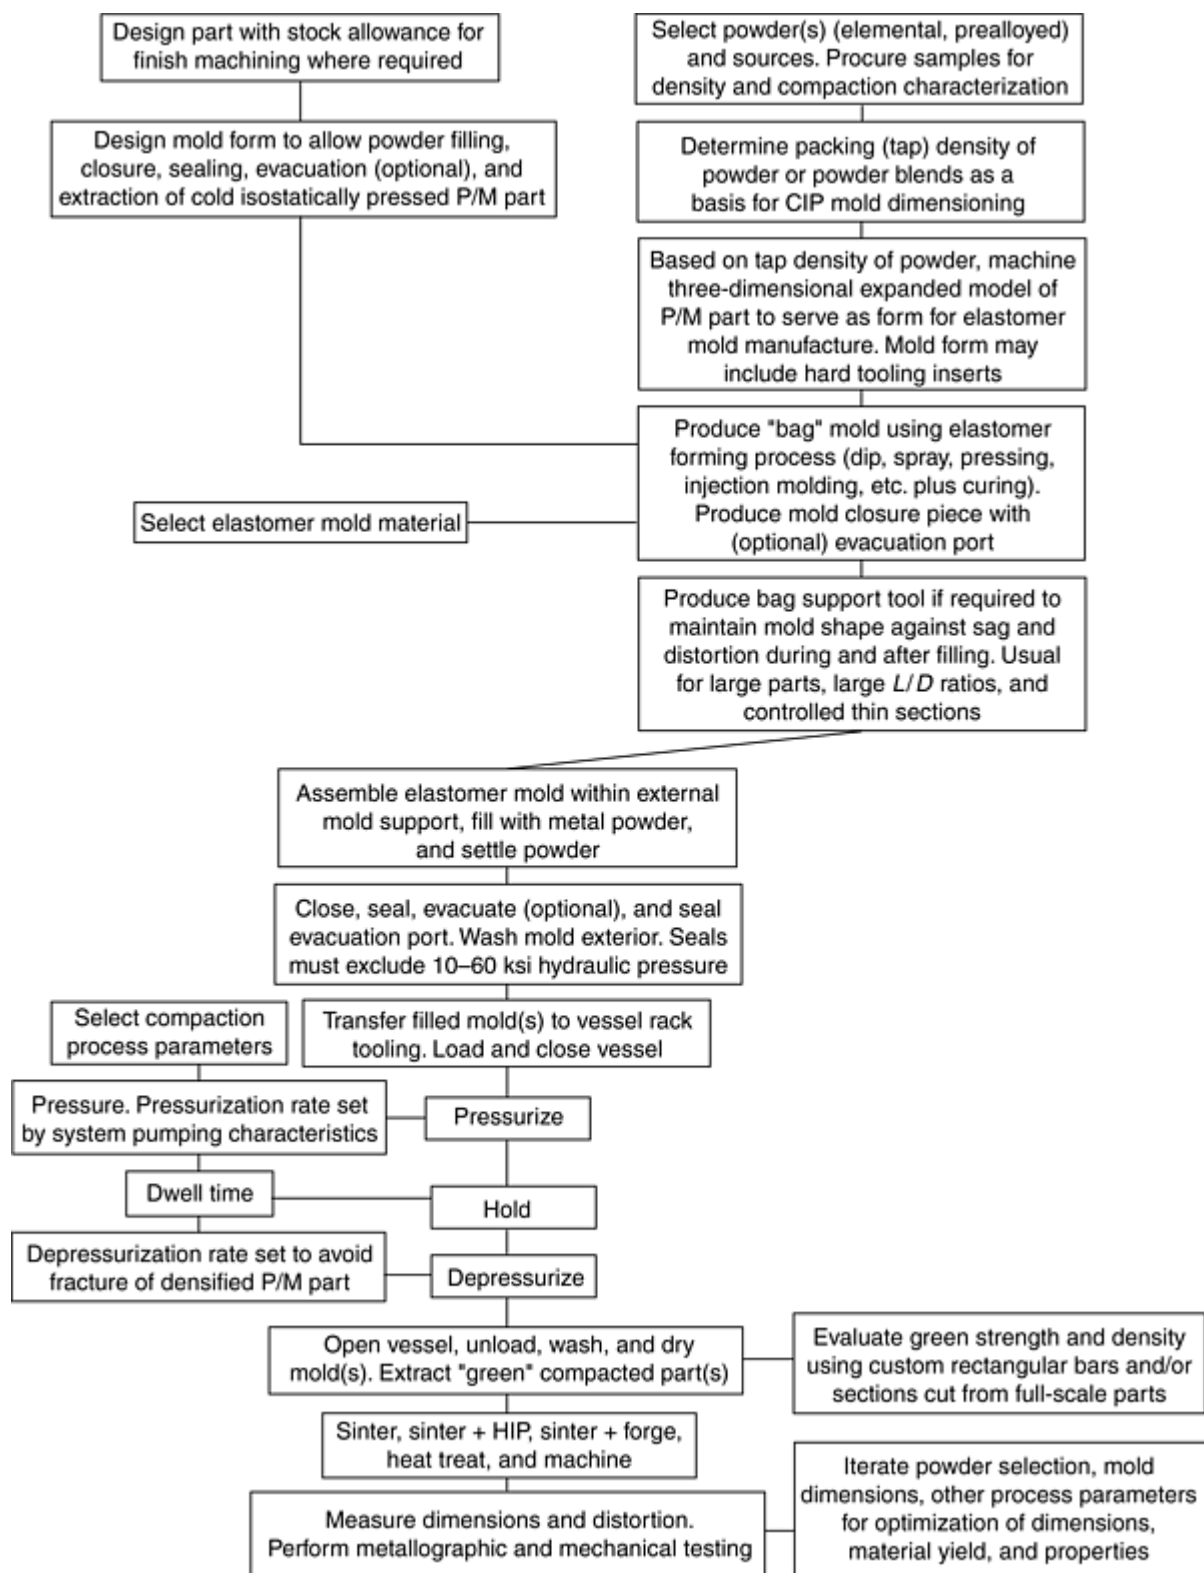 Design part with stock allowance for
finish machining where required
Select powder(s) (elemental, prealloyed)
and sources. Procure samples for
density and compaction characterization
Design mold form to allow powder filling,
closure, sealing, evacuation (optional), and
extraction of cold isostatically pressed P/M part
Determine packing (tap) density of
powder or powder blends as a
basis for CIP mold dimensioning
Based on tap density of powder, machine
three-dimensional expanded model of
P/M part to serve as form for elastomer
mold manufacture. Mold form may
include hard tooling inserts
Produce "bag" mold using elastomer
forming process (dip, spray, pressing,
injection molding, etc. plus curing).
Produce mold closure piece with
(optional) evacuation port
Select elastomer mold material
Produce bag support tool if required to
maintain mold shape against sag and
distortion during and after filling. Usual
for large parts, large L/D ratios, and
controlled thin sections
Assemble elastomer mold within external
mold support, fill with metal powder,
and settle powder
Close, seal, evacuate (optional), and seal
evacuation port. Wash mold exterior. Seals
must exclude 10–60 ksi hydraulic pressure
Select compaction
process parameters
Transfer filled mold(s) to vessel rack
tooling. Load and close vessel
Pressure. Pressurization rate set
by system pumping characteristics
Pressurize
Dwell time
Hold
Depressurization rate set to avoid
fracture of densified P/M part
Depressurize
Open vessel, unload, wash, and dry
mold(s). Extract "green" compacted part(s)
Evaluate green strength and density
using custom rectangular bars and/or
sections cut from full-scale parts
Sinter, sinter + HIP, sinter + forge,
heat treat, and machine
Measure dimensions and distortion.
Perform metallographic and mechanical testing
Iterate powder selection, mold
dimensions, other process parameters
for optimization of dimensions,
material yield, and properties